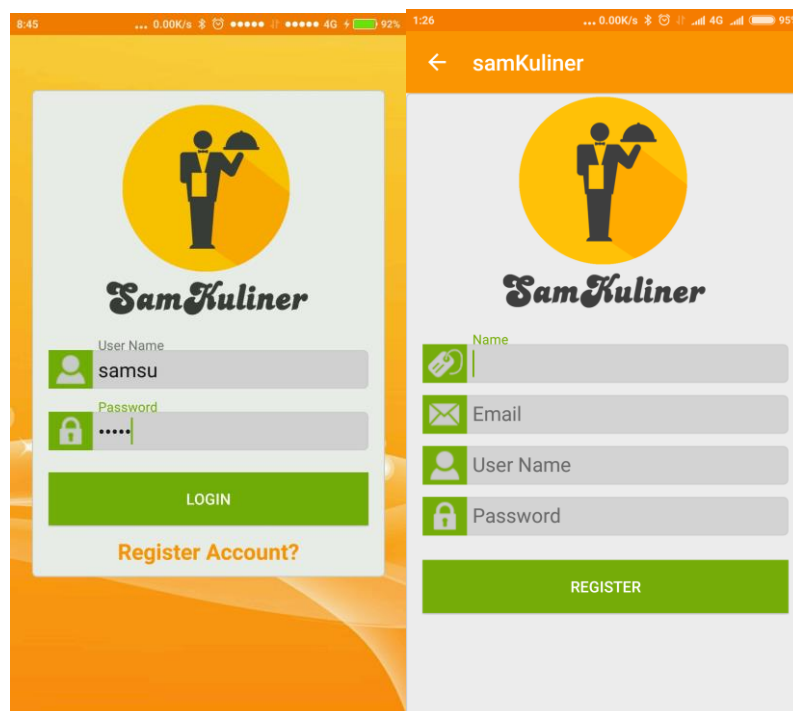 8:45 ... 0.00K/s 4G 92%
SamKuliner
User Name
samsu
Password
•••••
LOGIN
Register Account?
1:26 ... 0.00K/s 4G 95%
samKuliner
SamKuliner
Name
Email
User Name
Password
REGISTER